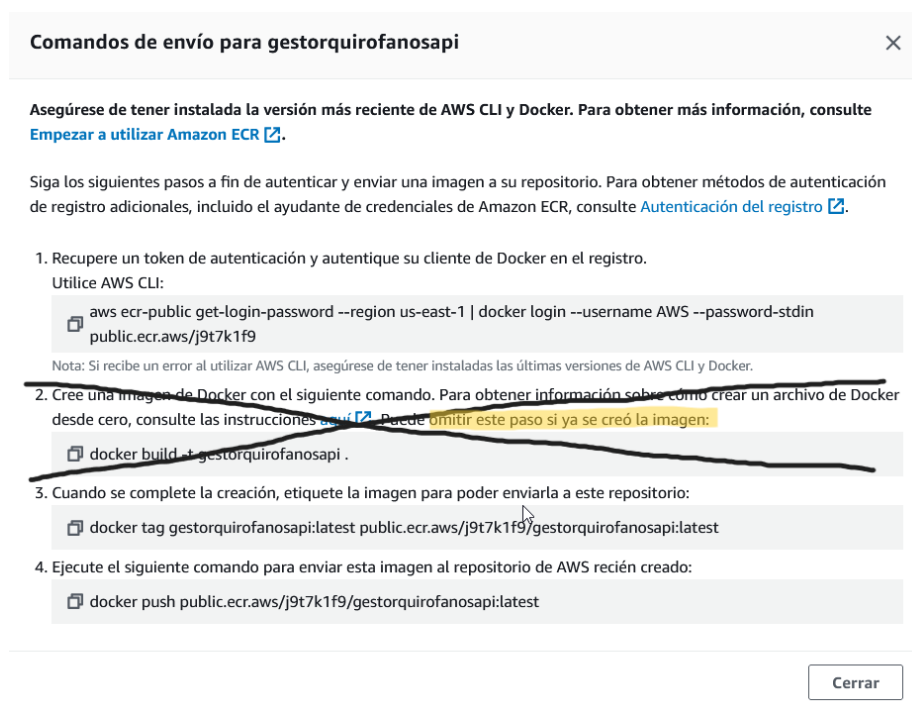 Comandos de envío para gestorquirofanosapi
Asegúrese de tener instalada la versión más reciente de AWS CLI y Docker. Para obtener más información, consulte
Empezar a utilizar Amazon ECR.
Siga los siguientes pasos a fin de autenticar y enviar una imagen a su repositorio. Para obtener métodos de autenticación
de registro adicionales, incluido el ayudante de credenciales de Amazon ECR, consulte Autenticación del registro.
1. Recupere un token de autenticación y autentique su cliente de Docker en el registro.
Utilice AWS CLI:
aws ecr-public get-login-password --region us-east-1 | docker login --username AWS --password-stdin
public.ecr.aws/j9t7k1f9
Nota: Si recibe un error al utilizar AWS CLI, asegúrese de tener instaladas las últimas versiones de AWS CLI y Docker.
2. Cree una imagen de Docker con el siguiente comando. Para obtener información sobre cómo crear un archivo de Docker
desde cero, consulte las instrucciones aquí. Puede omitir este paso si ya se creó la imagen:
docker build -t gestorquirofanosapi .
3. Cuando se complete la creación, etiquete la imagen para poder enviarla a este repositorio:
docker tag gestorquirofanosapi:latest public.ecr.aws/j9t7k1f9/gestorquirofanosapi:latest
4. Ejecute el siguiente comando para enviar esta imagen al repositorio de AWS recién creado:
docker push public.ecr.aws/j9t7k1f9/gestorquirofanosapi:latest
Cerrar